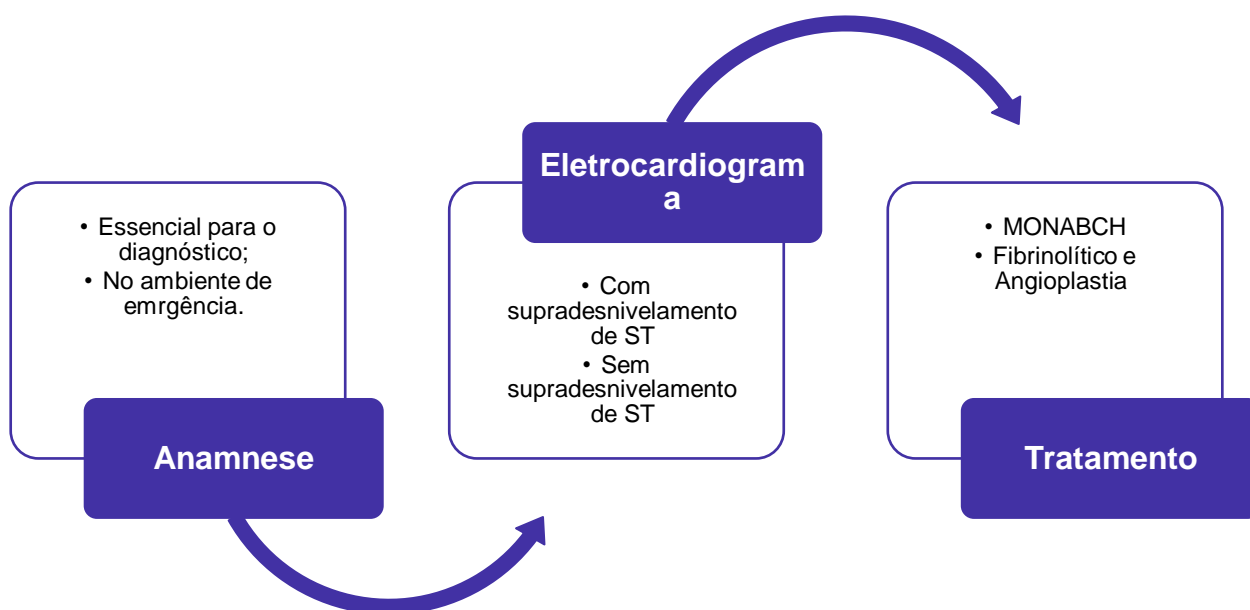 • Essencial para o
diagnóstico;
• No ambiente de
emrgência.
Anamnese
Eletrocardiogram
a
• Com
supradesnivelamento
de ST
• Sem
supradesnivelamento
de ST
• MONABCH
• Fibrinolítico e
Angioplastia
Tratamento